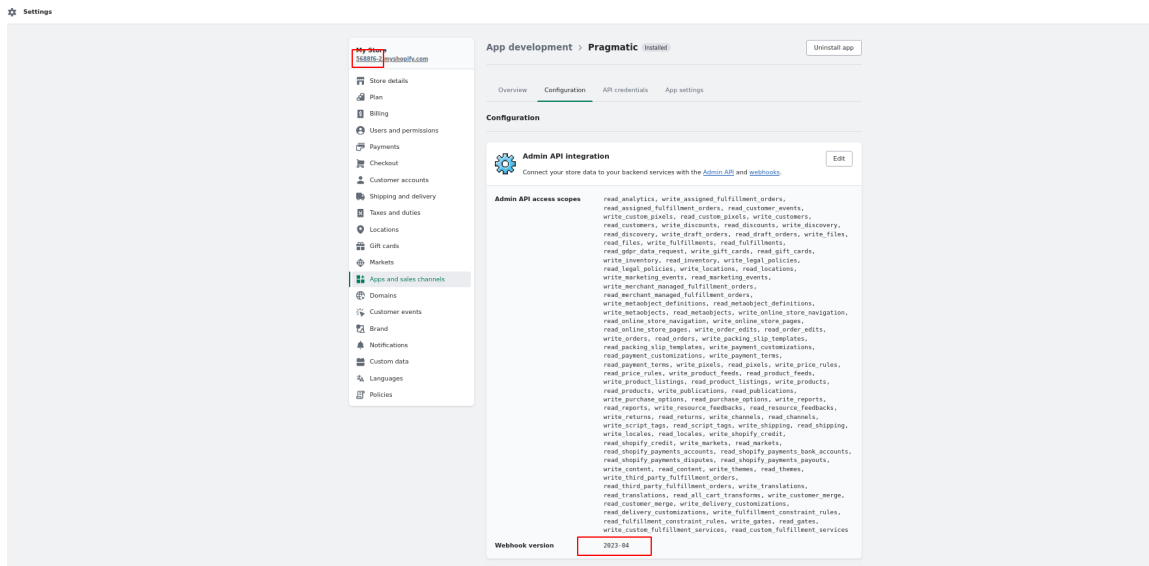 Settings
My Store
5688f6-2.myshopify.com
Store details
Plan
Billing
Users and permissions
Payments
Checkout
Customer accounts
Shipping and delivery
Taxes and duties
Locations
Gift cards
Markets
Apps and sales channels
Domains
Customer events
Brand
Notifications
Custom data
Languages
Policies
App development > Pragmatic Installed
Uninstall app
Overview Configuration API credentials App settings
Configuration
Admin API integration
Edit
Connect your store data to your backend services with the Admin API and webhooks.
Admin API access scopes
read_analytics, write_assigned_fulfillment_orders,
read_assigned_fulfillment_orders, read_customer_events,
write_custom_pixels, read_custom_pixels, write_customers,
read_customers, write_discounts, read_discounts, write_discovery,
read_discovery, write_draft_orders, read_draft_orders, write_files,
read_files, write_fulfillments, read_fulfillments,
read_gdpr_data_request, write_gift_cards, read_gift_cards,
write_inventory, read_inventory, write_legal_policies,
read_legal_policies, write_locations, read_locations,
write_marketing_events, read_marketing_events,
write_merchant_managed_fulfillment_orders,
read_merchant_managed_fulfillment_orders,
write_metaobject_definitions, read_metaobject_definitions,
write_metaobjects, read_metaobjects, write_online_store_navigation,
read_online_store_navigation, write_online_store_pages,
read_online_store_pages, write_order_edits, read_order_edits,
write_orders, read_orders, write_packing_slip_templates,
read_packing_slip_templates, write_payment_customizations,
read_payment_customizations, write_payment_terms,
read_payment_terms, write_pixels, read_pixels, write_price_rules,
read_price_rules, write_product_feeds, read_product_feeds,
write_product_listings, read_product_listings, write_products,
read_products, write_publications, read_publications,
write_purchase_options, read_purchase_options, write_reports,
read_reports, write_resource_feedbacks, read_resource_feedbacks,
write_returns, read_returns, write_channels, read_channels,
write_script_tags, read_script_tags, write_shipping, read_shipping,
write_locales, read_locales, write_shopify_credit,
read_shopify_credit, write_markets, read_markets,
read_shopify_payments_accounts, read_shopify_payments_bank_accounts,
read_shopify_payments_disputes, read_shopify_payments_payouts,
write_content, read_content, write_themes, read_themes,
write_third_party_fulfillment_orders,
read_third_party_fulfillment_orders, write_translations,
read_translations, read_all_cart_transforms, write_customer_merge,
read_customer_merge, write_delivery_customizations,
read_delivery_customizations, write_fulfillment_constraint_rules,
read_fulfillment_constraint_rules, write_gates, read_gates,
write_custom_fulfillment_services, read_custom_fulfillment_services
Webhook version 2023-04